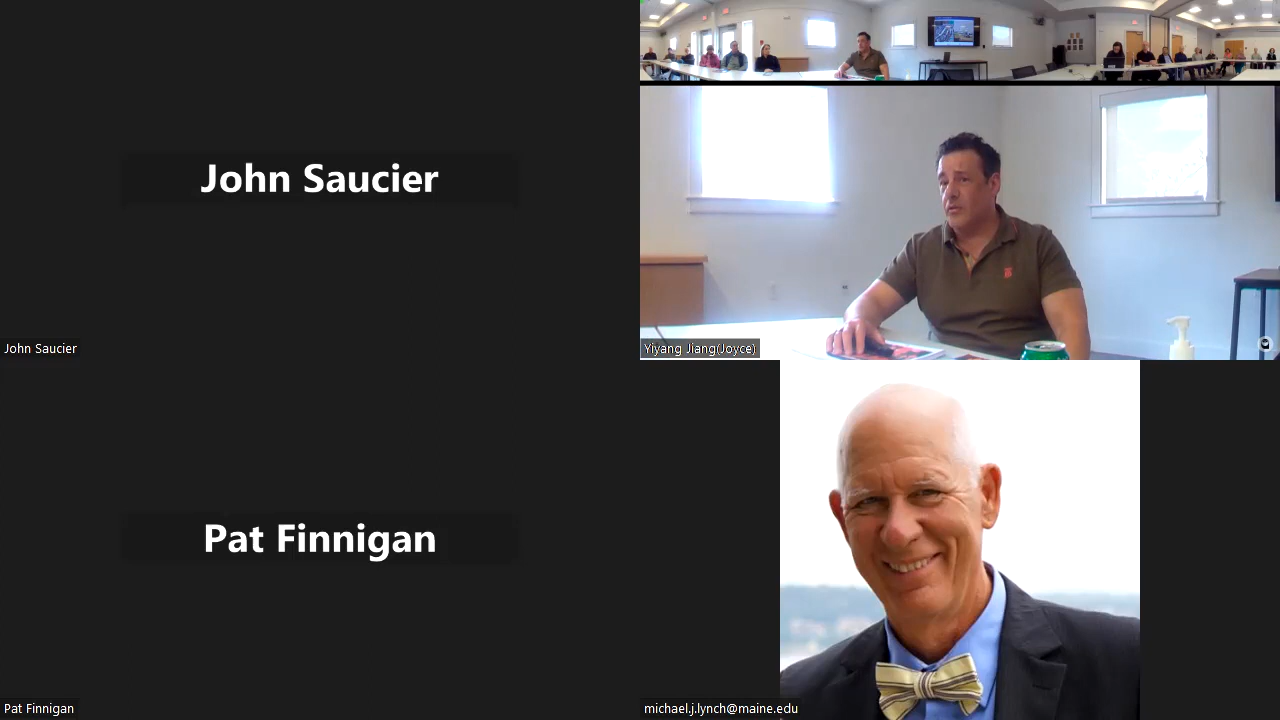 John Saucier
John Saucier
Yiyang Jiang(Joyce)
Pat Finnigan
Pat Finnigan
michael.j.lynch@maine.edu